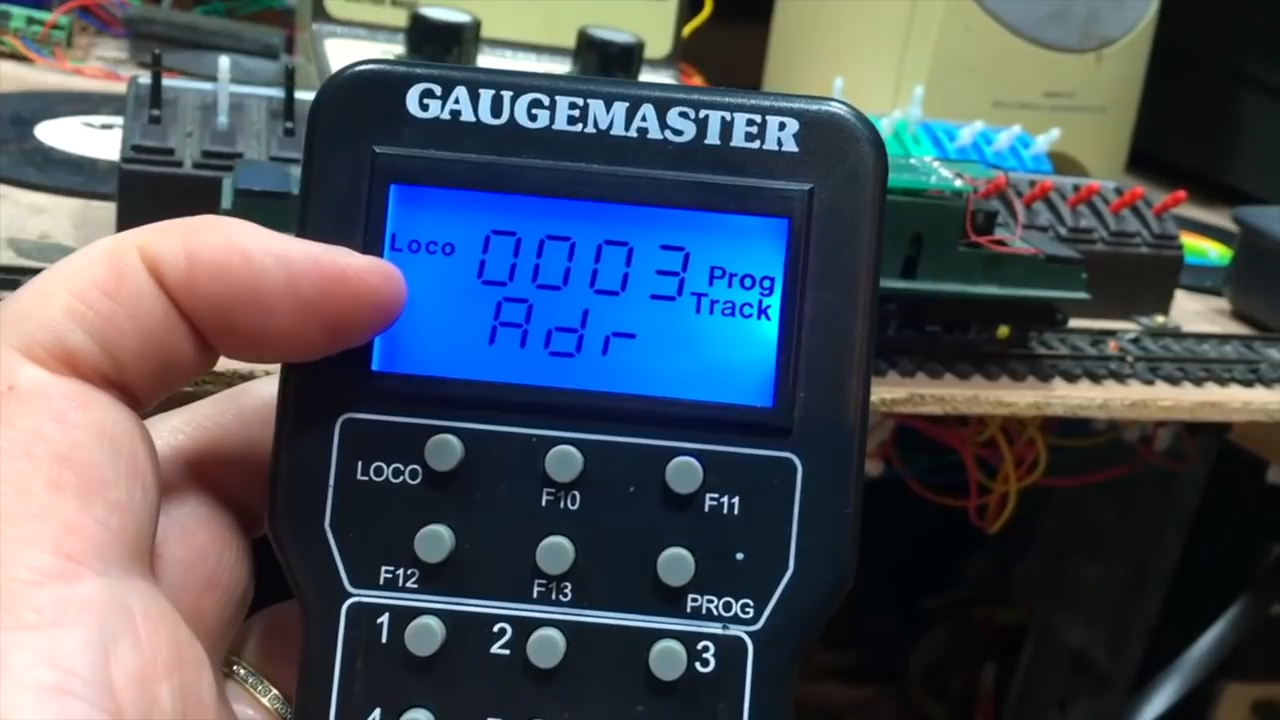 GAUGEMASTER
Loco 0003 Prog
Track
Adr
LOCO
F10
F11
F12
F13
PROG
1 2 3
4